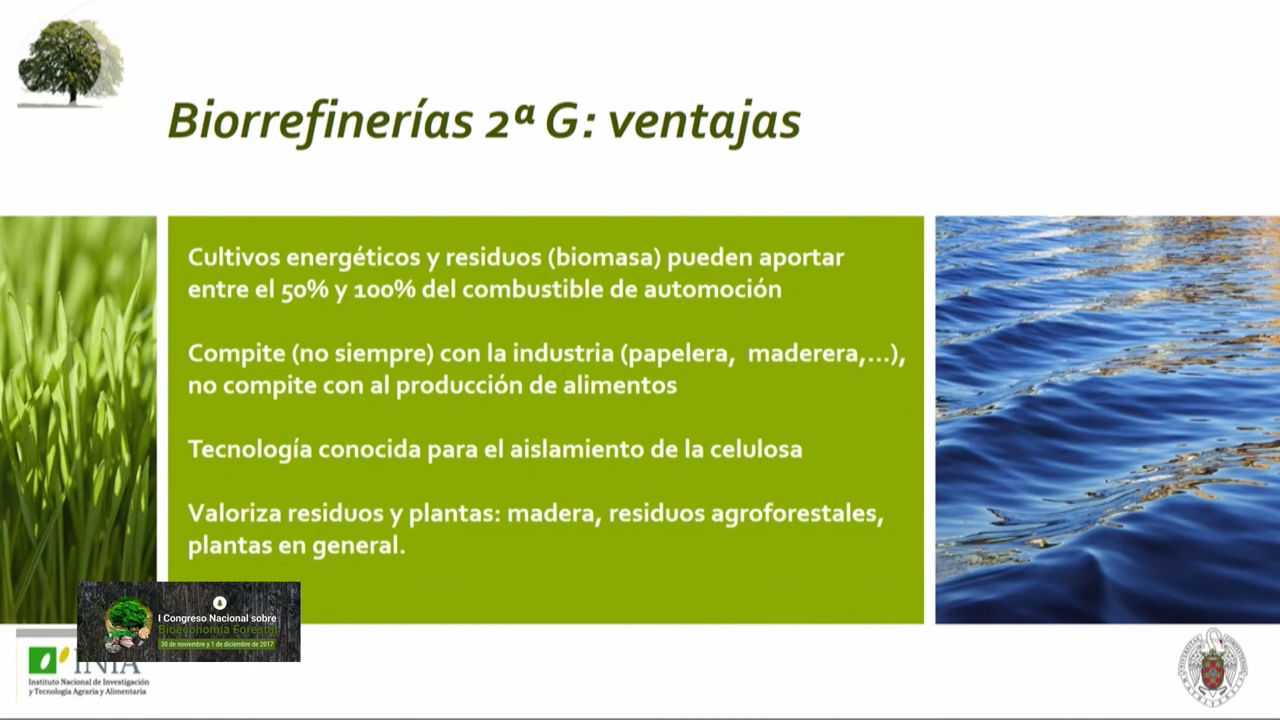 Biorrefinerías 2ª G: ventajas
Cultivos energéticos y residuos (biomasa) pueden aportar
entre el 50% y 100% del combustible de automoción
Compite (no siempre) con la industria (papelera, maderera,...),
no compite con al producción de alimentos
Tecnología conocida para el aislamiento de la celulosa
Valoriza residuos y plantas: madera, residuos agroforestales,
plantas en general.
I Congreso Nacional sobre
Bioeconomía Forestal
30 de noviembre y 1 de diciembre de 2017
INIA
Instituto Nacional de Investigación
y Tecnología Agraria y Alimentaria